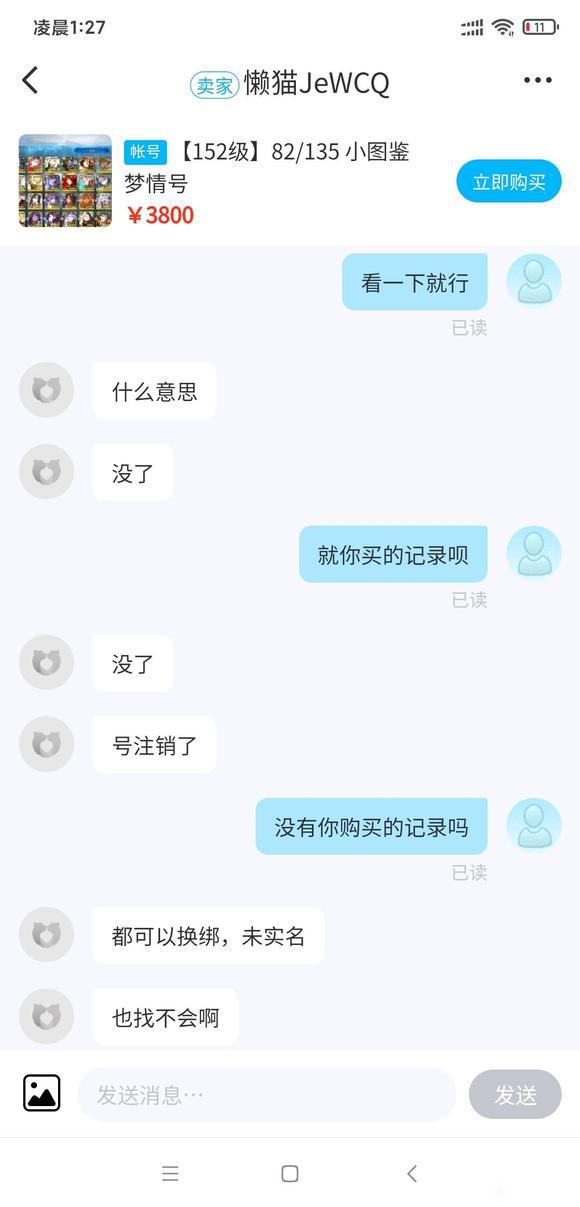 凌晨1:27
11
卖家 懒猫JeWCQ
帐号 【152级】82/135 小图鉴
梦情号
￥3800
立即购买
看一下就行
已读
什么意思
没了
就你买的记录呗
已读
没了
号注销了
没有你购买的记录吗
已读
都可以换绑，未实名
也找不会啊
发送消息…
发送